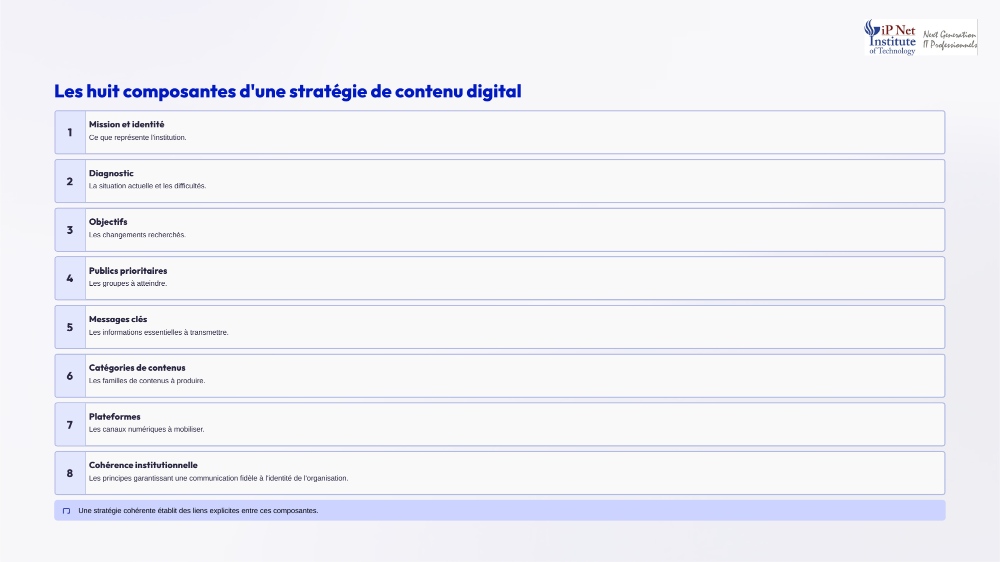 iP Net
Institute
of Technology
Next Generation
IT Professionnels
Les huit composantes d'une stratégie de contenu digital
1
Mission et identité
Ce que représente l'institution.
2
Diagnostic
La situation actuelle et les difficultés.
3
Objectifs
Les changements recherchés.
4
Publics prioritaires
Les groupes à atteindre.
5
Messages clés
Les informations essentielles à transmettre.
6
Catégories de contenus
Les familles de contenus à produire.
7
Plateformes
Les canaux numériques à mobiliser.
8
Cohérence institutionnelle
Les principes garantissant une communication fidèle à l'identité de l'organisation.
Une stratégie cohérente établit des liens explicites entre ces composantes.